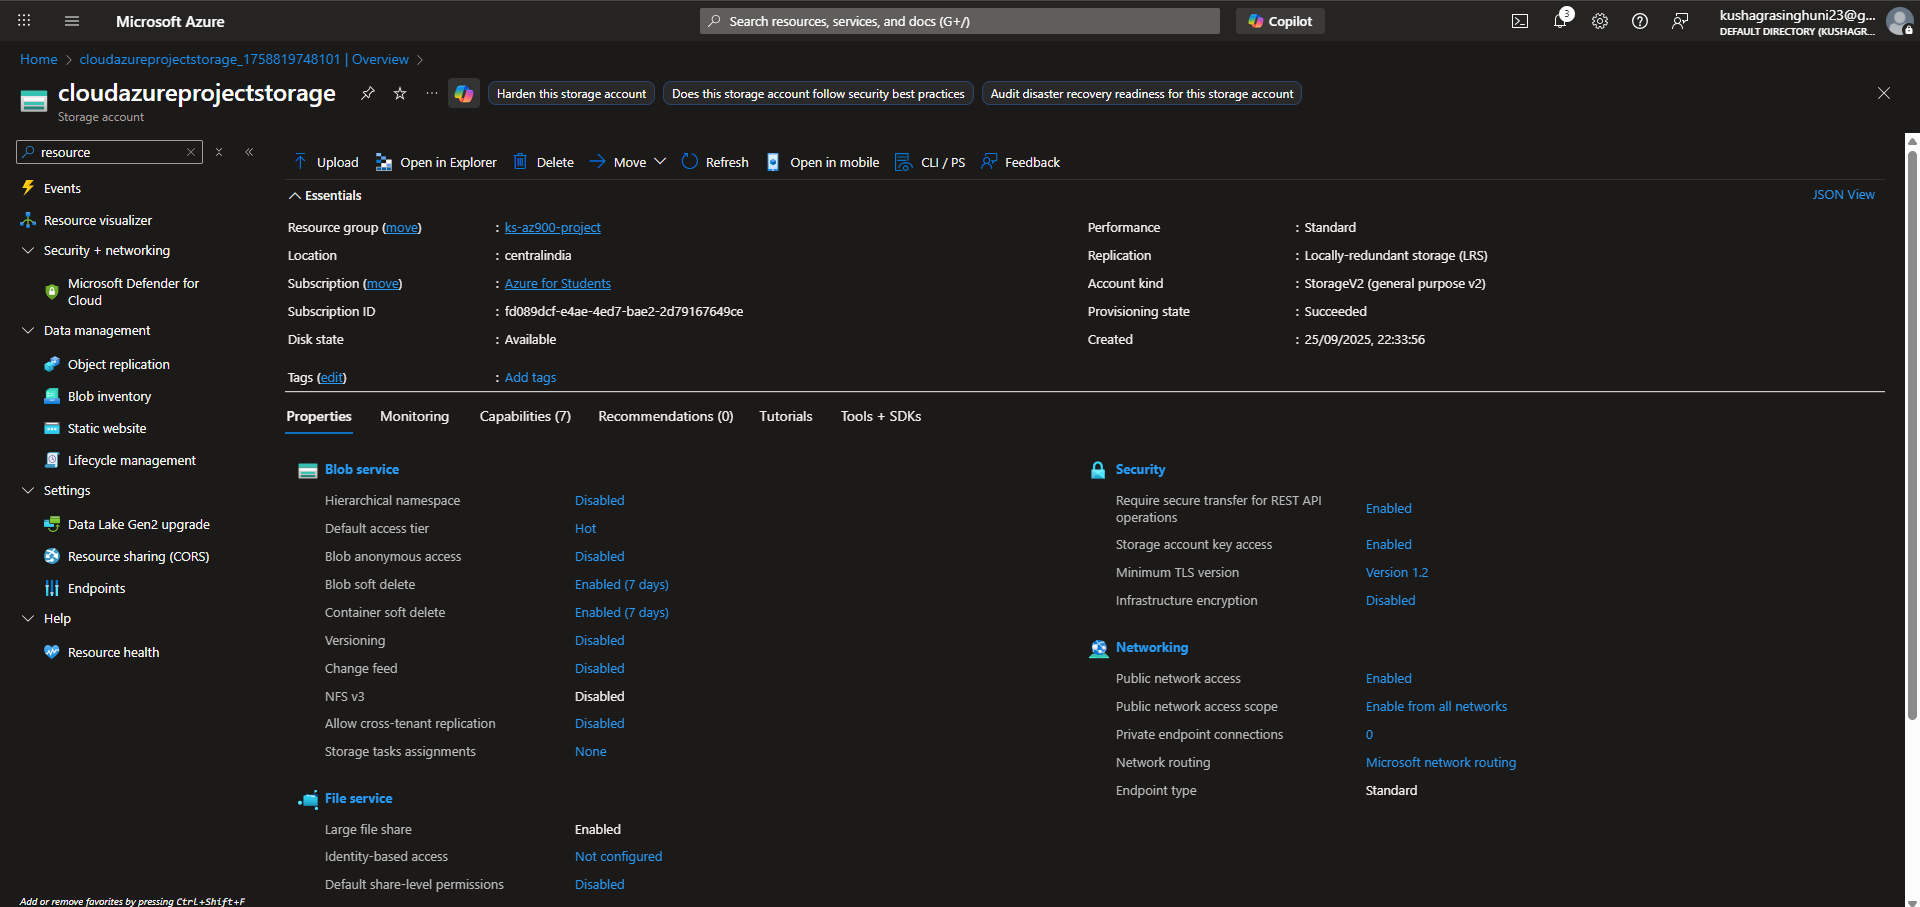 Microsoft Azure
Search resources, services, and docs (G+/)
Copilot
3
kushagrasinghuni23@g...
DEFAULT DIRECTORY (KUSHAGR...
Home > cloudazureprojectstorage_1758819748101 | Overview >
cloudazureprojectstorage
...
Harden this storage account
Does this storage account follow security best practices
Audit disaster recovery readiness for this storage account
Storage account
resource
Events
Resource visualizer
Security + networking
Microsoft Defender for
Cloud
Data management
Object replication
Blob inventory
Static website
Lifecycle management
Settings
Data Lake Gen2 upgrade
Resource sharing (CORS)
Endpoints
Help
Resource health
Add or remove favorites by pressing Ctrl+Shift+F
Upload Open in Explorer Delete Move Refresh Open in mobile CLI / PS Feedback
Essentials
JSON View
Resource group (move) : ks-az900-project
Location : centralindia
Subscription (move) : Azure for Students
Subscription ID : fd089dcf-e4ae-4ed7-bae2-2d79167649ce
Disk state : Available
Tags (edit) : Add tags
Performance : Standard
Replication : Locally-redundant storage (LRS)
Account kind : StorageV2 (general purpose v2)
Provisioning state : Succeeded
Created : 25/09/2025, 22:33:56
Properties Monitoring Capabilities (7) Recommendations (0) Tutorials Tools + SDKs
Blob service
Hierarchical namespace Disabled
Default access tier Hot
Blob anonymous access Disabled
Blob soft delete Enabled (7 days)
Container soft delete Enabled (7 days)
Versioning Disabled
Change feed Disabled
NFS v3 Disabled
Allow cross-tenant replication Disabled
Storage tasks assignments None
File service
Large file share Enabled
Identity-based access Not configured
Default share-level permissions Disabled
Security
Require secure transfer for REST API
operations Enabled
Storage account key access Enabled
Minimum TLS version Version 1.2
Infrastructure encryption Disabled
Networking
Public network access Enabled
Public network access scope Enable from all networks
Private endpoint connections 0
Network routing Microsoft network routing
Endpoint type Standard